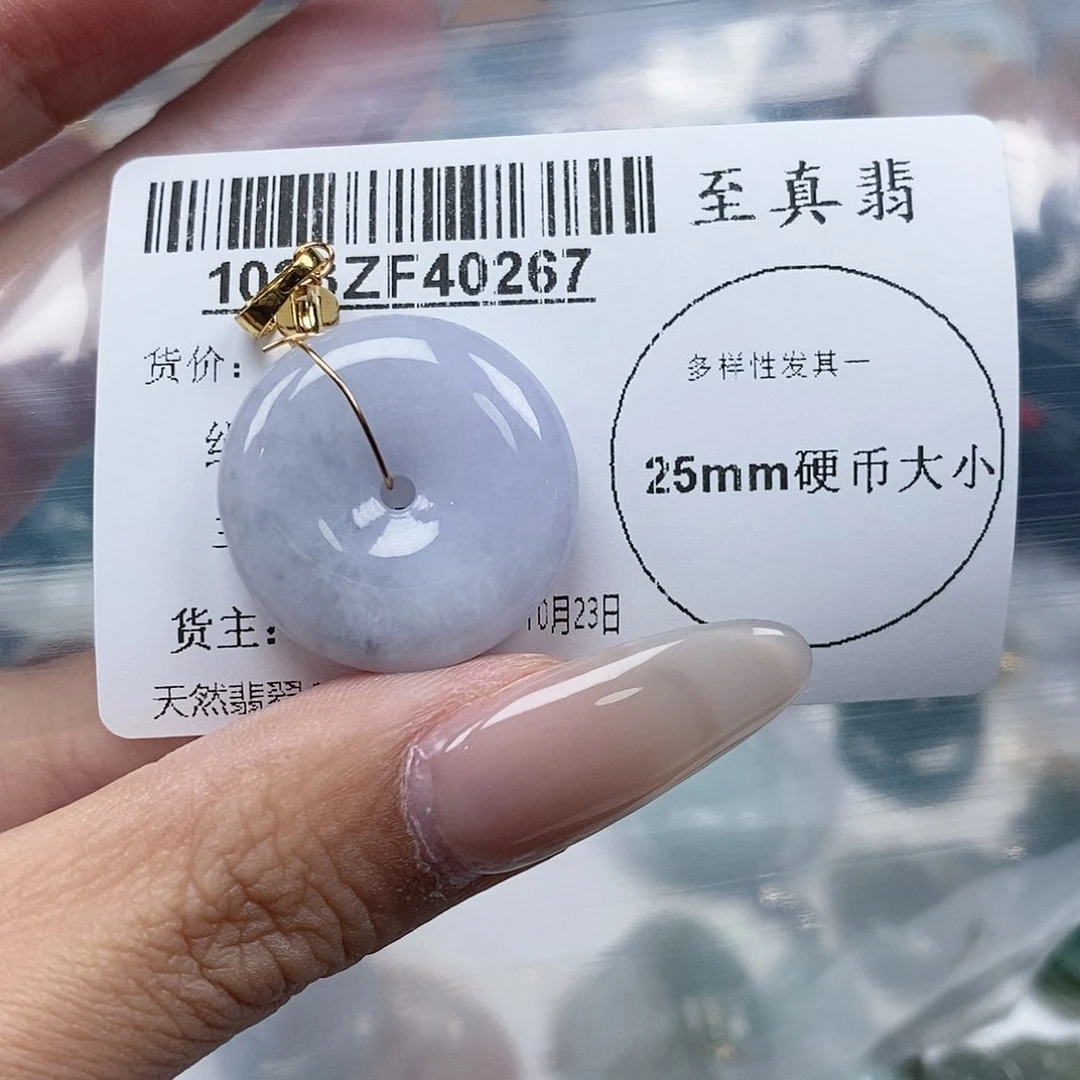 至真翡
ZF40267
货价：
多样性发其一
25mm硬币大小
货主：
10月23日
天然翡翠